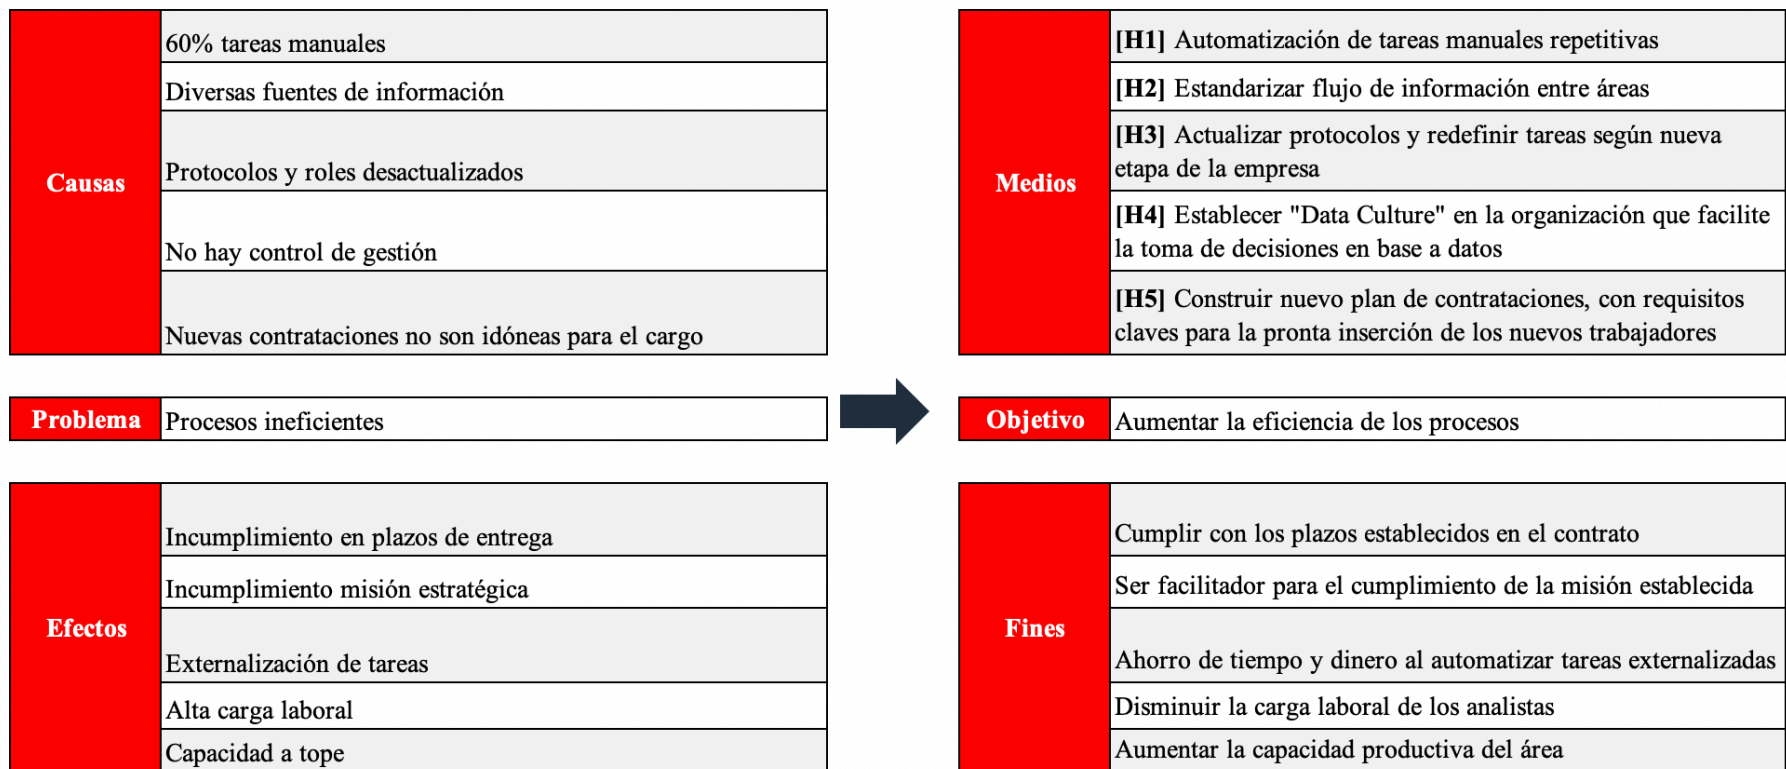 Causas
60% tareas manuales
Diversas fuentes de información
Protocolos y roles desactualizados
No hay control de gestión
Nuevas contrataciones no son idóneas para el cargo
Problema
Procesos ineficientes
Efectos
Incumplimiento en plazos de entrega
Incumplimiento misión estratégica
Externalización de tareas
Alta carga laboral
Capacidad a tope
Medios
[H1] Automatización de tareas manuales repetitivas
[H2] Estandarizar flujo de información entre áreas
[H3] Actualizar protocolos y redefinir tareas según nueva
etapa de la empresa
[H4] Establecer "Data Culture" en la organización que facilite
la toma de decisiones en base a datos
[H5] Construir nuevo plan de contrataciones, con requisitos
claves para la pronta inserción de los nuevos trabajadores
Objetivo
Aumentar la eficiencia de los procesos
Fines
Cumplir con los plazos establecidos en el contrato
Ser facilitador para el cumplimiento de la misión establecida
Ahorro de tiempo y dinero al automatizar tareas externalizadas
Disminuir la carga laboral de los analistas
Aumentar la capacidad productiva del área